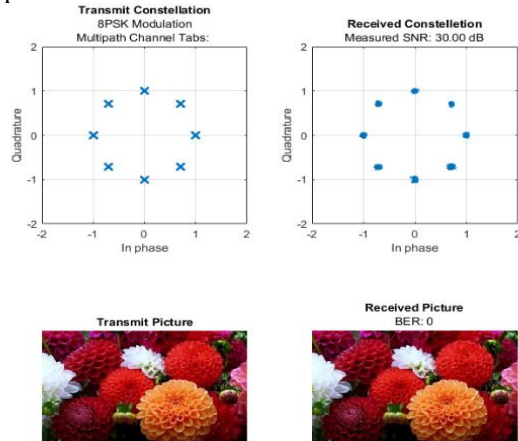 Transmit Constellation
8PSK Modulation
Multipath Channel Tabs:
2
1
0
-1
-2
Quadrature
-2 -1 0 1 2
In phase
Received Constelletion
Measured SNR: 30.00 dB
2
1
0
-1
-2
Quadrature
-2 -1 0 1 2
In phase
Transmit Picture
Received Picture
BER: 0